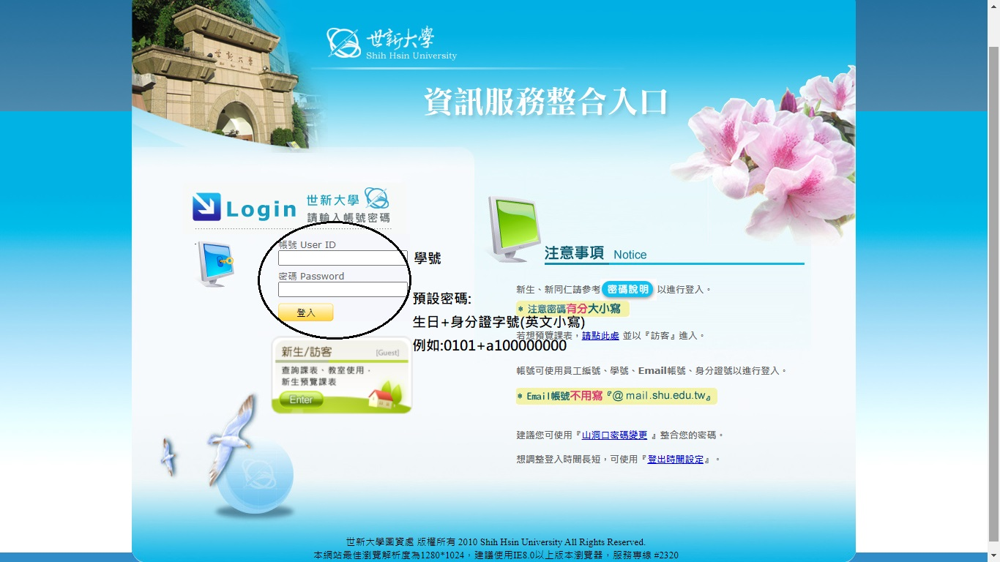 世新大學
世新大學
Shih Hsin University
資訊服務整合入口
Login 世新大學
請輸入帳號密碼
帳號 User ID
學號
密碼 Password
預設密碼:
登入
生日+身分證字號(英文小寫)
例如:0101+a100000000
新生/訪客 [Guest]
查詢課表、教室使用，
新生預覽課表
Enter
注意事項 Notice
新生、新同仁請參考 密碼說明 以進行登入。
* 注意密碼有分大小寫
若想預覽課表，請點此處 並以『訪客』進入。
帳號可使用員工編號、學號、Email帳號、身分證號以進行登入。
* Email帳號不用寫『@mail.shu.edu.tw』
建議您可使用『山洞口密碼變更 』整合您的密碼。
想調整登入時間長短，可使用『登出時間設定』。
世新大學圖資處 版權所有 2010 Shih Hsin University All Rights Reserved.
本網站最佳瀏覽解析度為1280*1024，建議使用IE8.0以上版本瀏覽器，服務專線 #2320